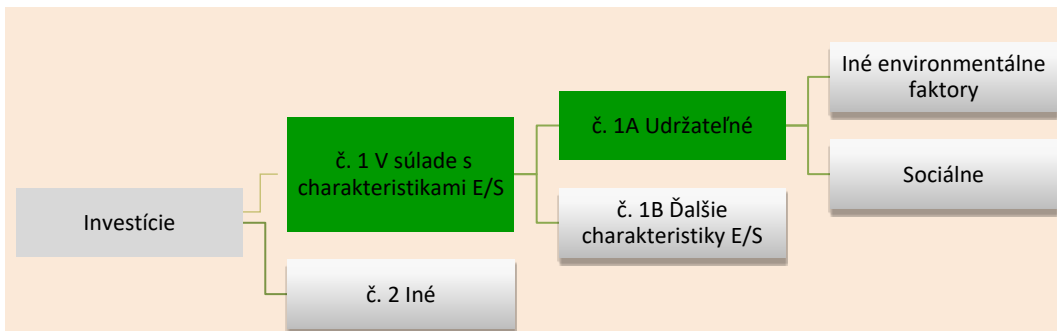 Investície
č. 1 V súlade s
charakteristikami E/S
č. 2 Iné
č. 1A Udržateľné
č. 1B Ďalšie
charakteristiky E/S
Iné environmentálne
faktory
Sociálne